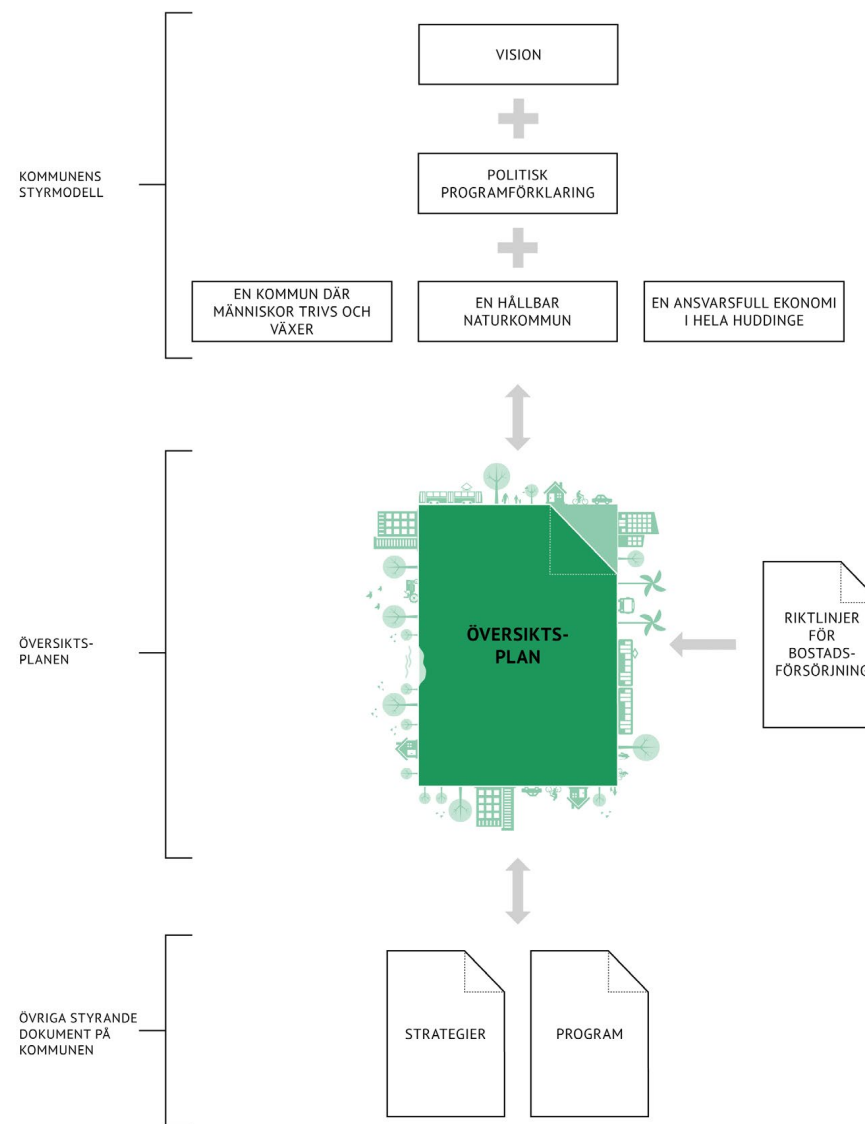 VISION
POLITISK
PROGRAMFÖRKLARING
KOMMUNENS
STYRMODELL
EN KOMMUN DÄR
MÄNNISKOR TRIVS OCH
VÄXER
EN HÅLLBAR
NATURKOMMUN
EN ANSVARSFULL EKONOMI
I HELA HUDDINGE
ÖVERSIKTS-
PLANEN
ÖVERSIKTS-
PLAN
RIKTLINJER
FÖR
BOSTADS-
FÖRSÖRJNING
ÖVRIGA STYRANDE
DOKUMENT PÅ
KOMMUNEN
STRATEGIER
PROGRAM